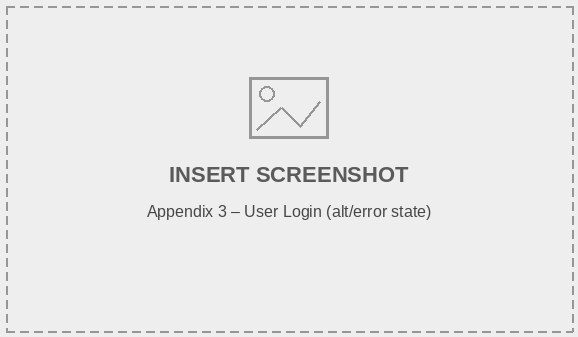 INSERT SCREENSHOT
Appendix 3 – User Login (alt/error state)